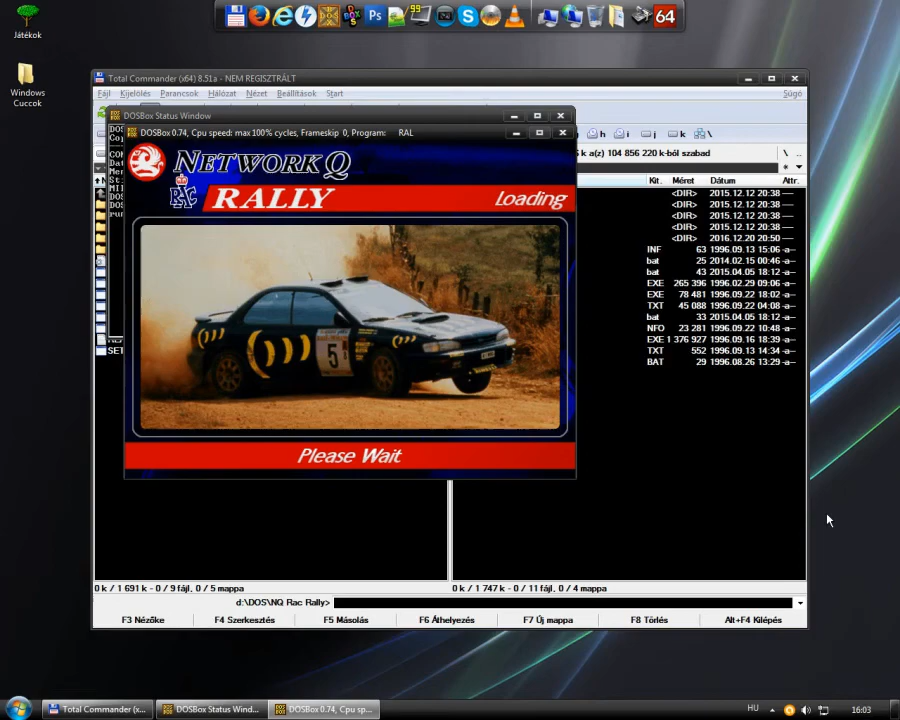 Játékok
Windows
Cuccok
99
Ps
64
Total Commander (x64) 8.51a - NEM REGISZTRÁLT
Fájl Kijelölés Parancsok Hálózat Nézet Beállítások Start Súgó
DOSBox Status Window
DOSBox 0.74, Cpu speed: max 100% cycles, Frameskip 0, Program: RAL
h i j k \
k a(z) 104 856 220 k-ból szabad \ ..
NETWORK Q
RAC RALLY Loading
5
Please Wait
Kit. Méret Dátum Attr.
<DIR> 2015.12.12 20:38 ----
<DIR> 2015.12.12 20:38 ----
<DIR> 2015.12.12 20:38 ----
<DIR> 2015.12.12 20:38 ----
<DIR> 2016.12.20 20:50 ----
INF 63 1996.09.13 15:06 -a--
bat 25 2014.02.15 00:46 -a--
bat 43 2015.04.05 18:12 -a--
EXE 265 396 1996.02.29 09:06 -a--
EXE 78 481 1996.09.22 18:02 -a--
TXT 45 088 1996.09.22 04:08 -a--
bat 33 2015.04.05 18:12 -a--
NFO 23 281 1996.09.22 10:48 -a--
EXE 1 376 927 1996.09.16 18:39 -a--
TXT 552 1996.09.13 14:34 -a--
BAT 29 1996.08.26 13:29 -a--
SET
0 k / 1 691 k - 0 / 9 fájl, 0 / 5 mappa
0 k / 1 747 k - 0 / 11 fájl, 0 / 4 mappa
d:\DOS\NQ Rac Rally>
F3 Nézőke F4 Szerkesztés F5 Másolás F6 Áthelyezés F7 Új mappa F8 Törlés Alt+F4 Kilépés
Total Commander (x... DOSBox Status Wind... DOSBox 0.74, Cpu sp... HU 16:03